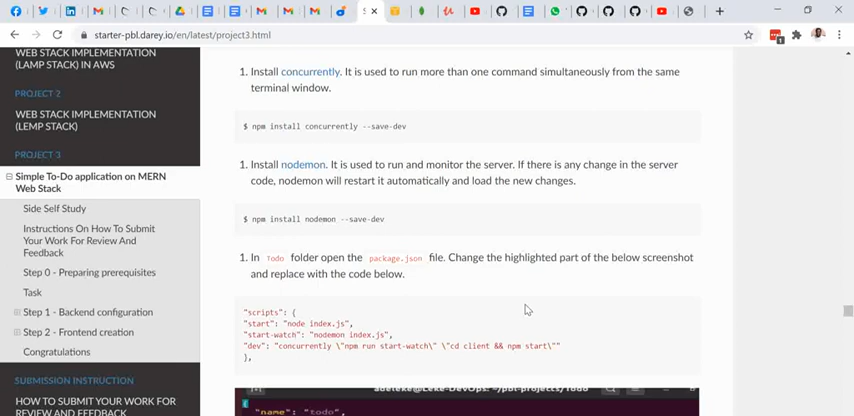 starter-pbl.darey.io/en/latest/project3.html
WEB STACK IMPLEMENTATION
(LAMP STACK) IN AWS
PROJECT 2
WEB STACK IMPLEMENTATION
(LEMP STACK)
PROJECT 3
Simple To-Do application on MERN
Web Stack
Side Self Study
Instructions On How To Submit
Your Work For Review And
Feedback
Step 0 - Preparing prerequisites
Task
Step 1 - Backend configuration
Step 2 - Frontend creation
Congratulations
SUBMISSION INSTRUCTION
HOW TO SUBMIT YOUR WORK FOR
REVIEW AND FEEDBACK
1. Install concurrently. It is used to run more than one command simultaneously from the same
terminal window.
$ npm install concurrently --save-dev
1. Install nodemon. It is used to run and monitor the server. If there is any change in the server
code, nodemon will restart it automatically and load the new changes.
$ npm install nodemon --save-dev
1. In Todo folder open the package.json file. Change the highlighted part of the below screenshot
and replace with the code below.
"scripts": {
"start": "node index.js",
"start-watch": "nodemon index.js",
"dev": "concurrently \"npm run start-watch\" \"cd client && npm start\""
},
adeleke@Leke-DevOps: ~/pbl-projects/Todo
{
"name": "todo",